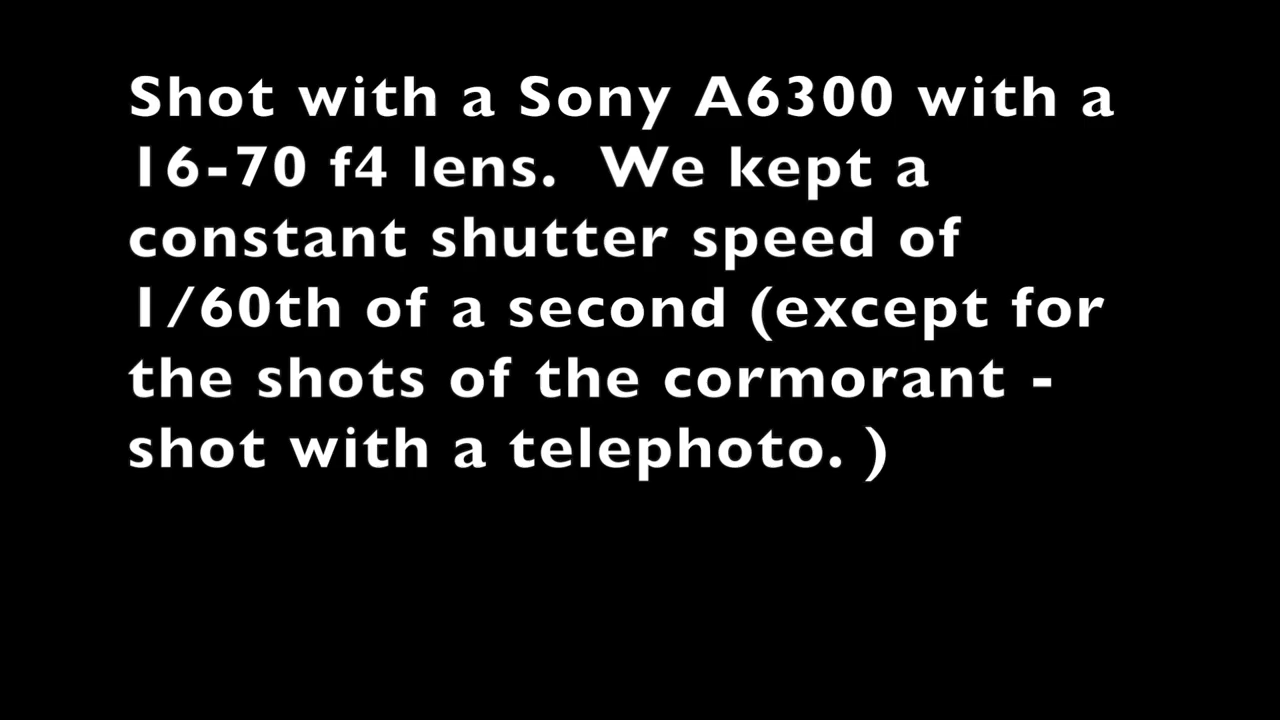 Shot with a Sony A6300 with a
16-70 f4 lens.  We kept a
constant shutter speed of
1/60th of a second (except for
the shots of the cormorant -
shot with a telephoto. )